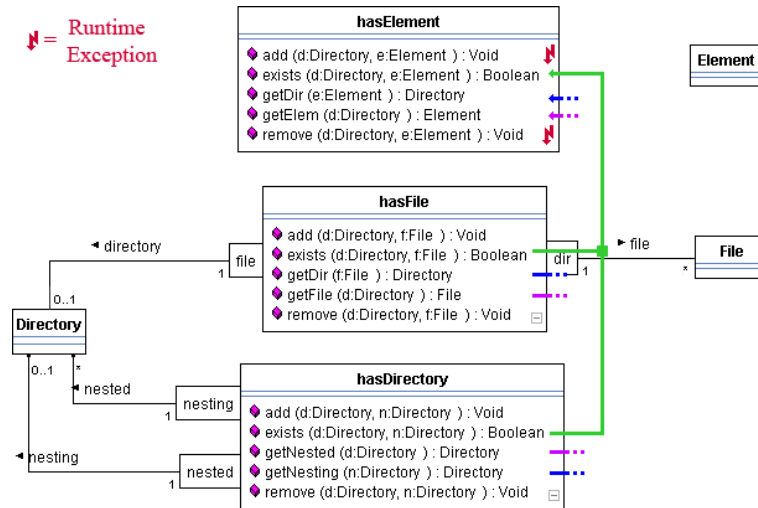 = Runtime
Exception
hasElement
add (d:Directory, e:Element ) : Void
exists (d:Directory, e:Element ) : Boolean
getDir (e:Element ) : Directory
getElem (d:Directory ) : Element
remove (d:Directory, e:Element ) : Void
Element
hasFile
add (d:Directory, f:File ) : Void
exists (d:Directory, f:File ) : Boolean
getDir (f:File ) : Directory
getFile (d:Directory ) : File
remove (d:Directory, f:File ) : Void
directory
file
1
0..1
dir
1
file
*
File
Directory
0..1
*
nested
1
nesting
nesting
1
nested
hasDirectory
add (d:Directory, n:Directory ) : Void
exists (d:Directory, n:Directory ) : Boolean
getNested (d:Directory ) : Directory
getNesting (n:Directory ) : Directory
remove (d:Directory, n:Directory ) : Void